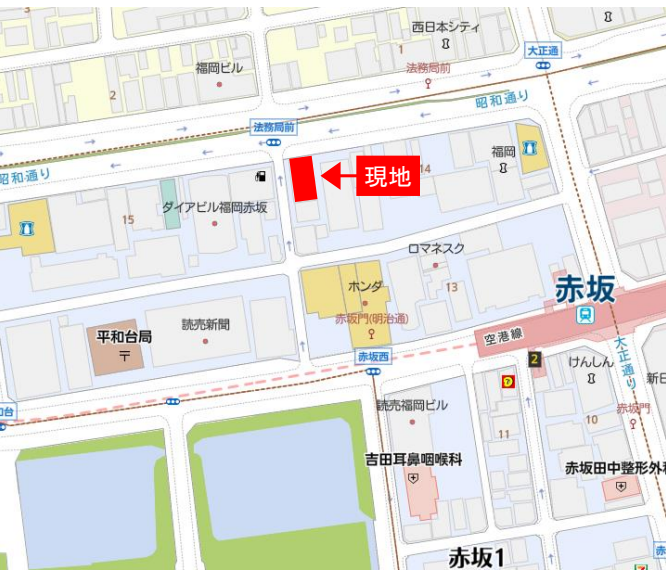 3
西日本シティ
1
大正通
福岡ビル
法務局前
2
昭和通り
法務局前
昭和通り
現地
14
福岡
15
ダイアビル福岡赤坂
ロマネスク
赤坂
ホンダ
13
赤坂門(明治通)
読売新聞
平和台局
空港線
大正通り
赤坂西
2
けんしん
新日
台
読売福岡ビル
赤坂門
10
11
吉田耳鼻咽喉科
赤坂田中整形外科
赤坂1
赤